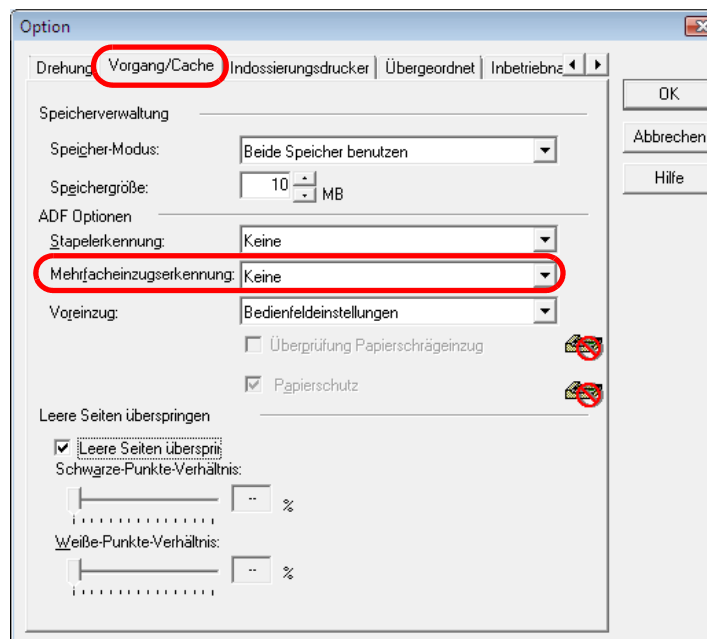 Option
Drehung Vorgang/Cache Indossierungsdrucker Übergeordnet Inbetriebna
OK
Abbrechen
Hilfe
Speicherverwaltung
Speicher-Modus: Beide Speicher benutzen
Speichergröße: 10 MB
ADF Optionen
Stapelerkennung: Keine
Mehrfacheinzugserkennung: Keine
Voreinzug: Bedienfeldeinstellungen
Überprüfung Papierschrägeinzug
Papierschutz
Leere Seiten überspringen
Leere Seiten überspri
Schwarze-Punkte-Verhältnis:
-- %
Weiße-Punkte-Verhältnis:
-- %